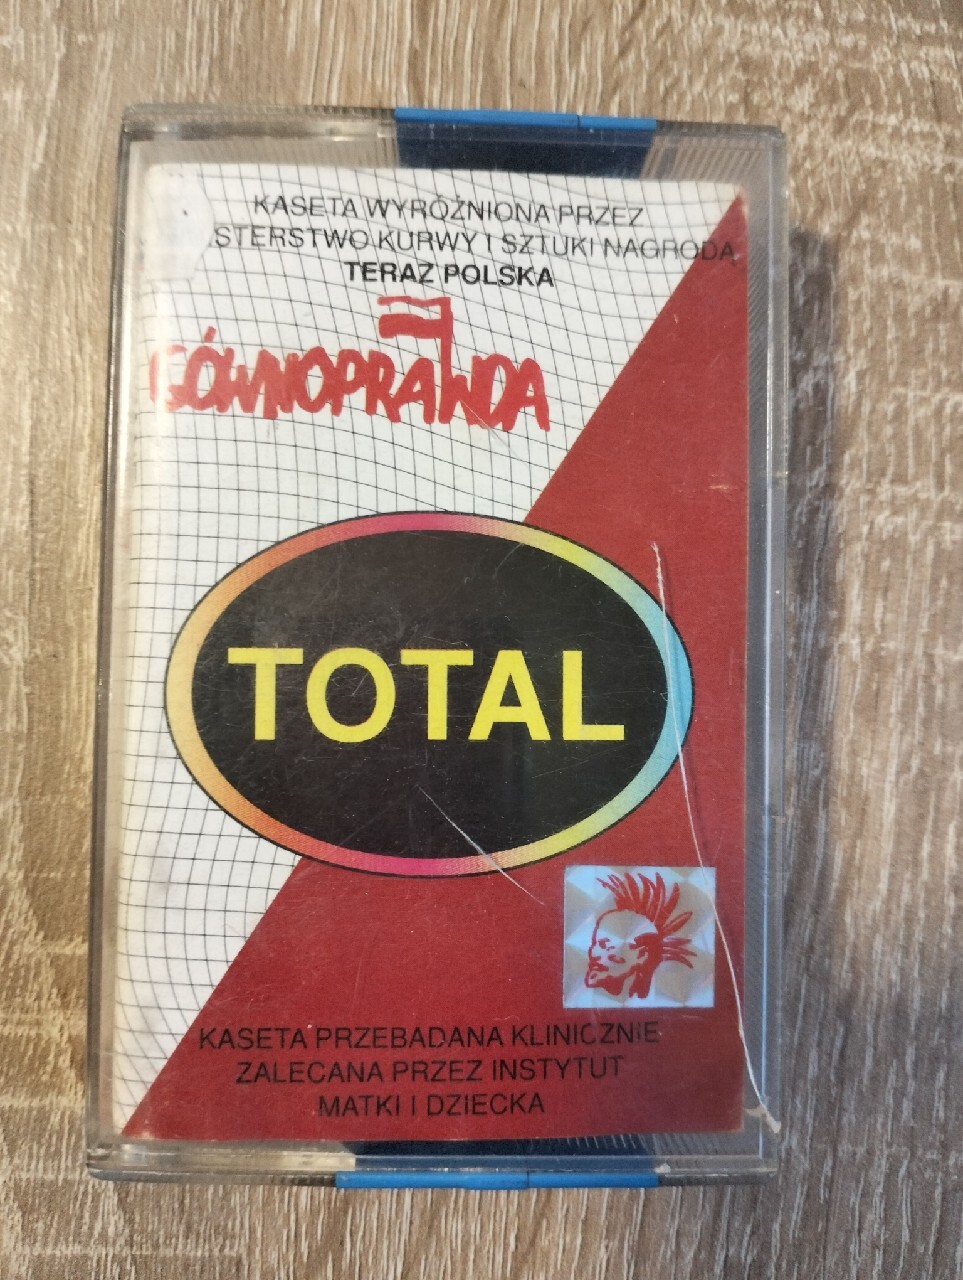 KASETA WYRÓŻNIONA PRZEZ
STERSTWO KURWY I SZTUKI NAGRODĄ
TERAZ POLSKA
GÓWNOPRAWDA
TOTAL
KASETA PRZEBADANA KLINICZNIE
ZALECANA PRZEZ INSTYTUT
MATKI I DZIECKA